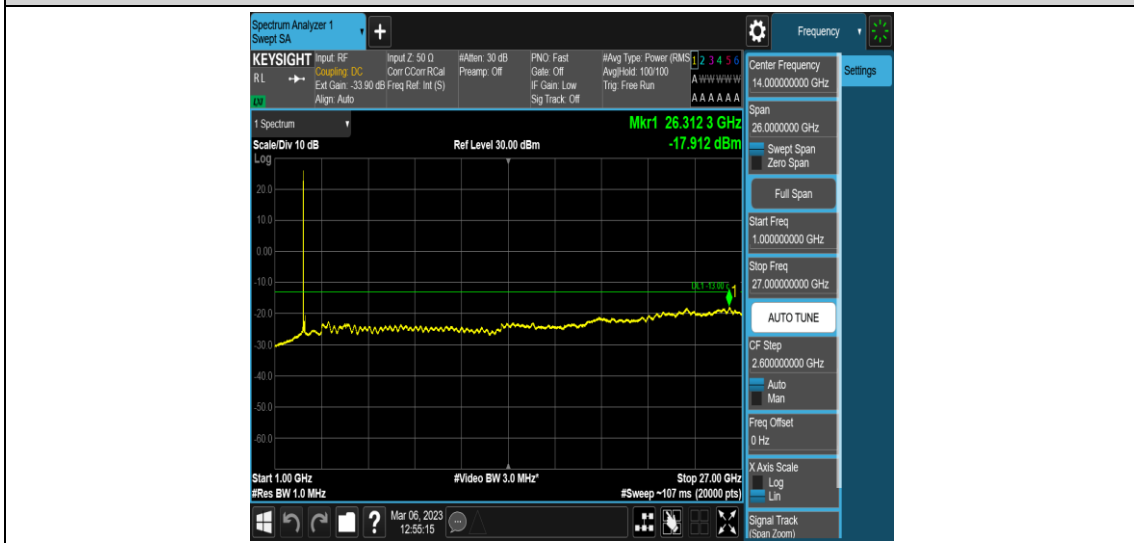 Spectrum Analyzer 1
Swept SA
+
Frequency
KEYSIGHT
RL
LXI
Input: RF
Coupling: DC
Ext Gain: -33.90 dB
Align: Auto
Input Z: 50 Ω
Corr CCorr RCal
Freq Ref: Int (S)
#Atten: 30 dB
Preamp: Off
PNO: Fast
Gate: Off
IF Gain: Low
Sig Track: Off
#Avg Type: Power (RMS
Avg|Hold: 100/100
Trig: Free Run
1 2 3 4 5 6
A W W W W W
A A A A A A
1 Spectrum
Scale/Div 10 dB
Log
Ref Level 30.00 dBm
Mkr1 26.312 3 GHz
-17.912 dBm
20.0
10.0
0.00
-10.0
DL1 -13.00
1
-20.0
-30.0
-40.0
-50.0
-60.0
Start 1.00 GHz
#Res BW 1.0 MHz
#Video BW 3.0 MHz*
Stop 27.00 GHz
#Sweep ~107 ms (20000 pts)
?
Mar 06, 2023
12:55:15
Center Frequency
14.000000000 GHz
Span
26.0000000 GHz
Swept Span
Zero Span
Full Span
Start Freq
1.000000000 GHz
Stop Freq
27.000000000 GHz
AUTO TUNE
CF Step
2.600000000 GHz
Auto
Man
Freq Offset
0 Hz
X Axis Scale
Log
Lin
Signal Track
(Span Zoom)
Settings